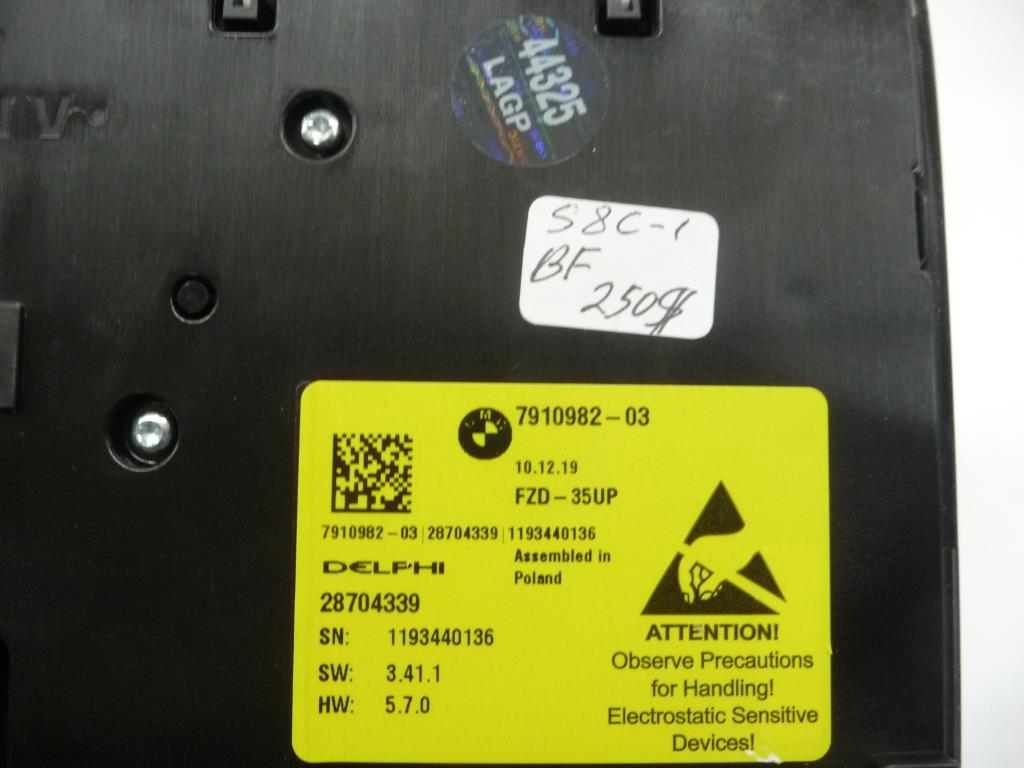 44325
LAGP
S8C-1
BF
250$
BMW
7910982-03
10.12.19
FZD-35UP
7910982-03|28704339|1193440136
Assembled in
Poland
DELPHI
28704339
SN: 1193440136
SW: 3.41.1
HW: 5.7.0
ATTENTION!
Observe Precautions
for Handling!
Electrostatic Sensitive
Devices!